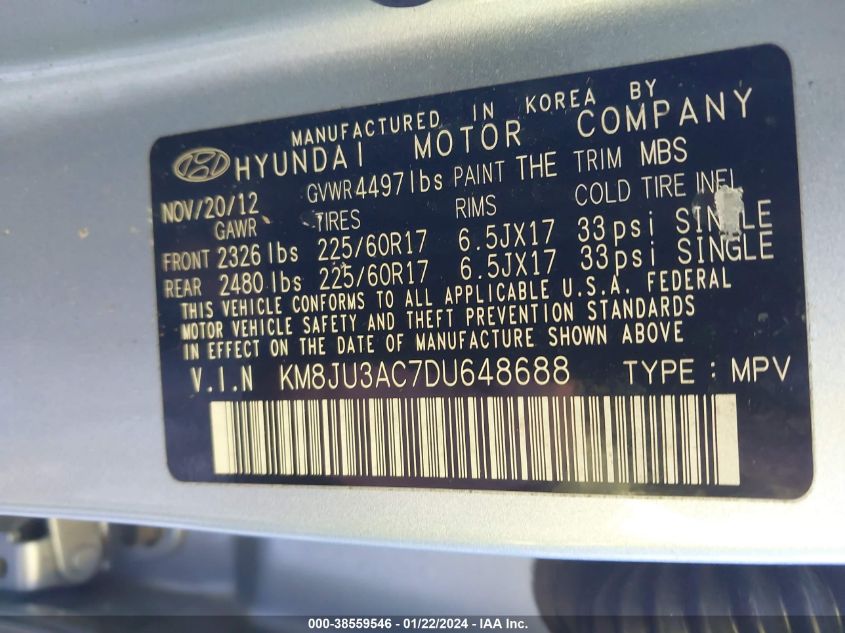 MANUFACTURED IN KOREA BY
HYUNDAI MOTOR COMPANY
NOV/20/12 GVWR 4497lbs PAINT THE TRIM MBS
GAWR TIRES RIMS COLD TIRE INFL
FRONT 2326 lbs 225/60R17 6.5JX17 33psi SINGLE
REAR 2480 lbs 225/60R17 6.5JX17 33psi SINGLE
THIS VEHICLE CONFORMS TO ALL APPLICABLE U.S.A. FEDERAL
MOTOR VEHICLE SAFETY AND THEFT PREVENTION STANDARDS
IN EFFECT ON THE DATE OF MANUFACTURE SHOWN ABOVE
V.I.N KM8JU3AC7DU648688 TYPE : MPV
000-38559546 - 01/22/2024 - IAA Inc.